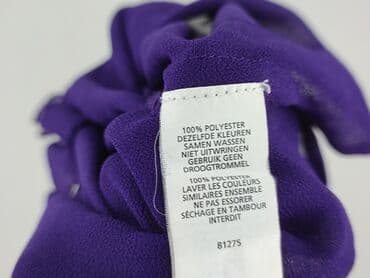 100% POLYESTER
DEZELFDE KLEUREN
SAMEN WASSEN
NIET UITWRINGEN
GEBRUIK GEEN
DROOGTROMMEL
100% POLYESTER
LAVER LES COULEURS
SIMILAIRES ENSEMBLE
NE PAS ESSORER
SÉCHAGE EN TAMBOUR
INTERDIT
81275